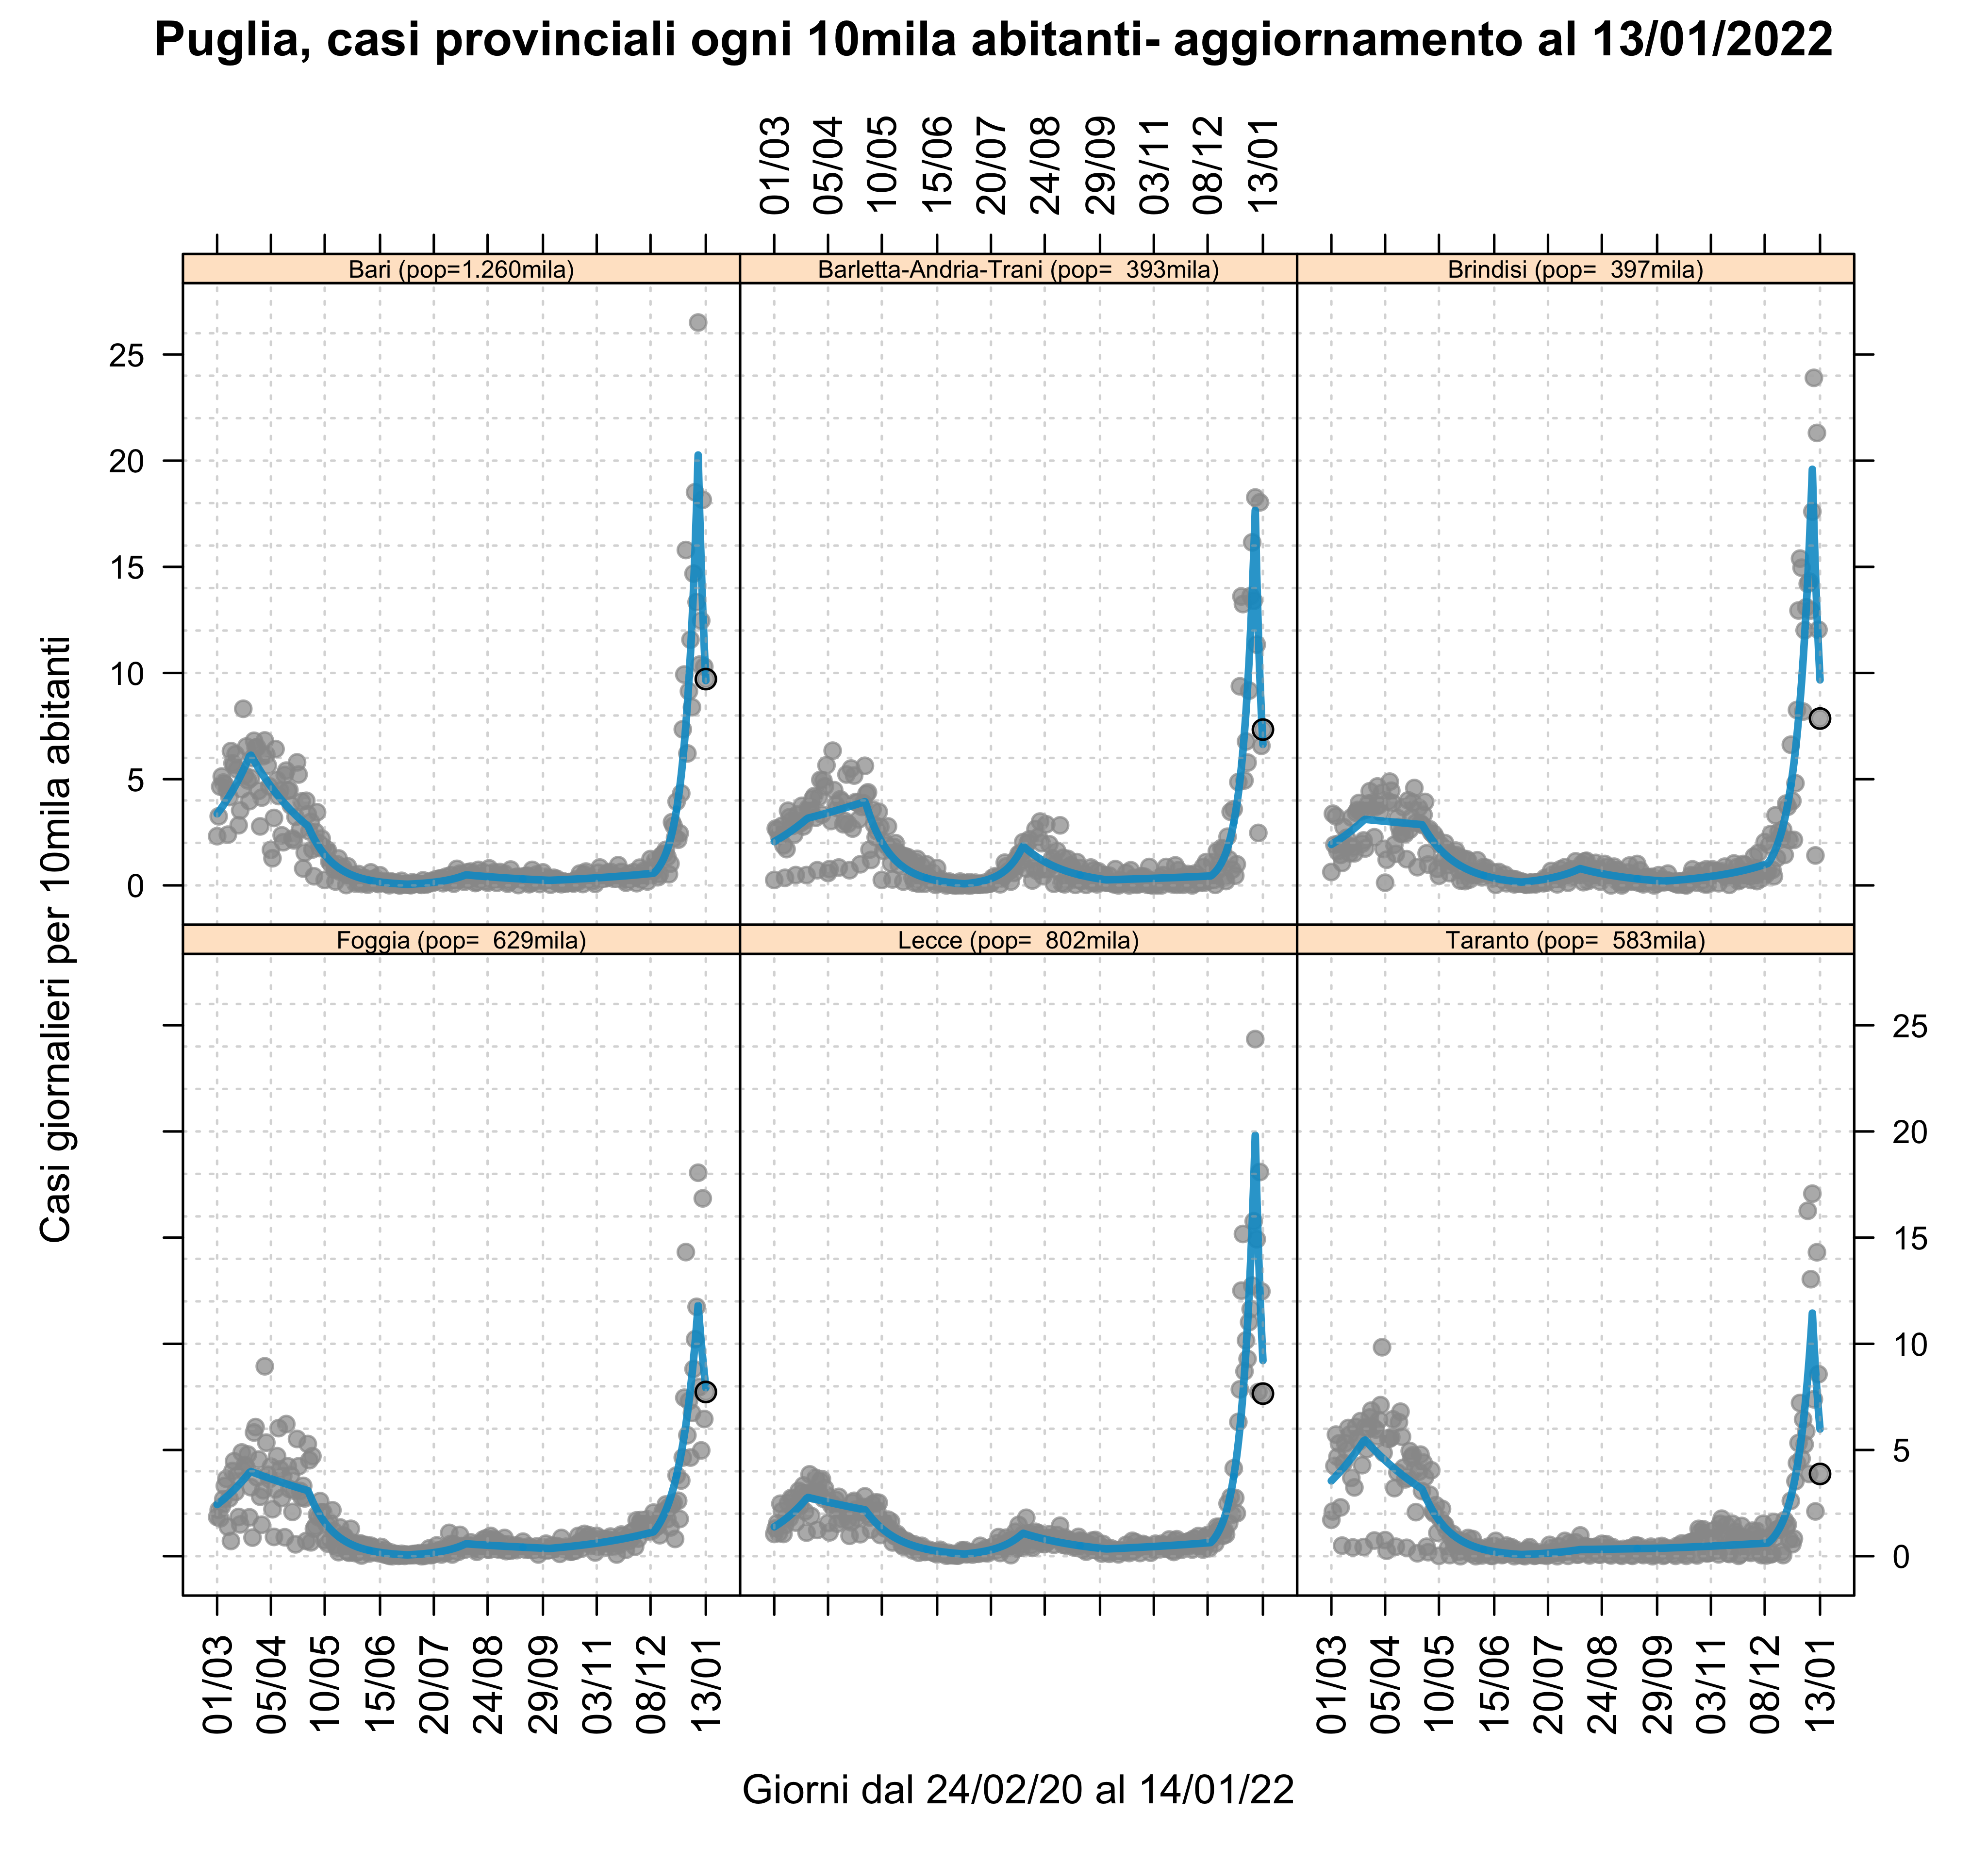 Puglia, casi provinciali ogni 10mila abitanti- aggiornamento al 13/01/2022
01/03 05/04 10/05 15/06 20/07 24/08 29/09 03/11 08/12 13/01
Bari (pop=1.260mila)
Barletta-Andria-Trani (pop=  393mila)
Brindisi (pop=  397mila)
25
20
15
10
5
0
Casi giornalieri per 10mila abitanti
Foggia (pop=  629mila)
Lecce (pop=  802mila)
Taranto (pop=  583mila)
25
20
15
10
5
0
01/03 05/04 10/05 15/06 20/07 24/08 29/09 03/11 08/12 13/01
01/03 05/04 10/05 15/06 20/07 24/08 29/09 03/11 08/12 13/01
Giorni dal 24/02/20 al 14/01/22